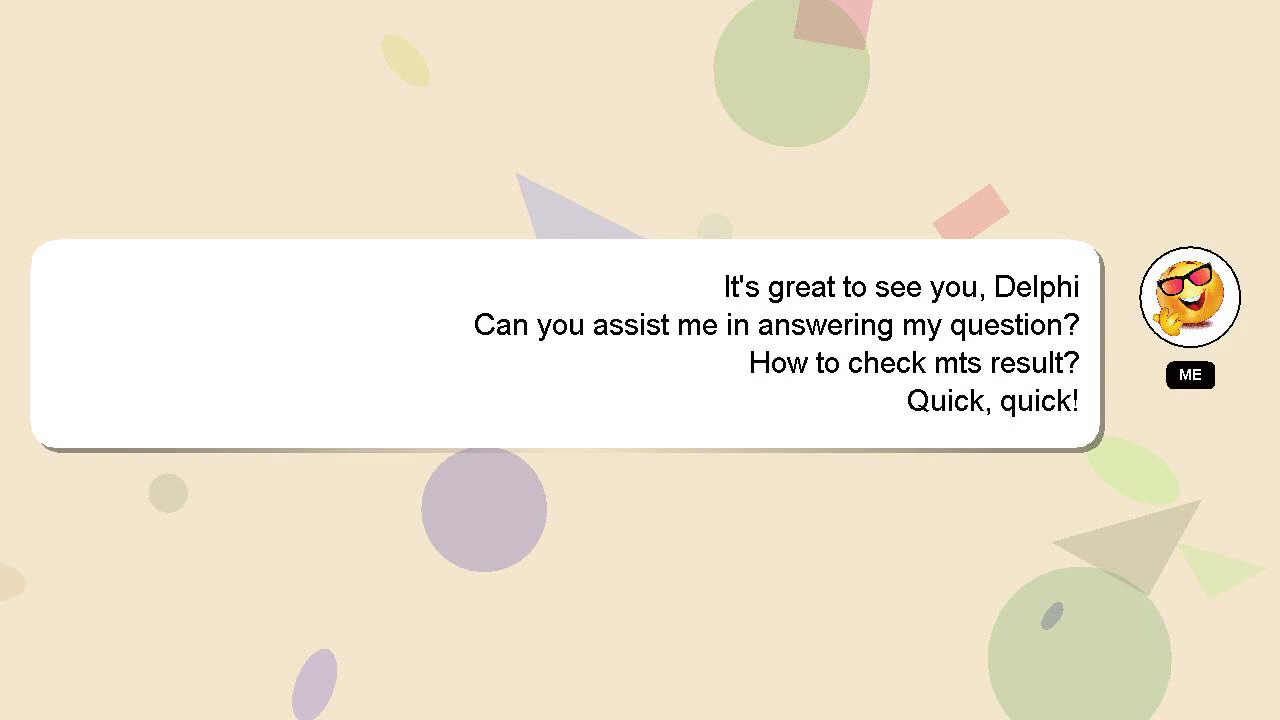 It's great to see you, Delphi
Can you assist me in answering my question?
How to check mts result?
Quick, quick!
ME